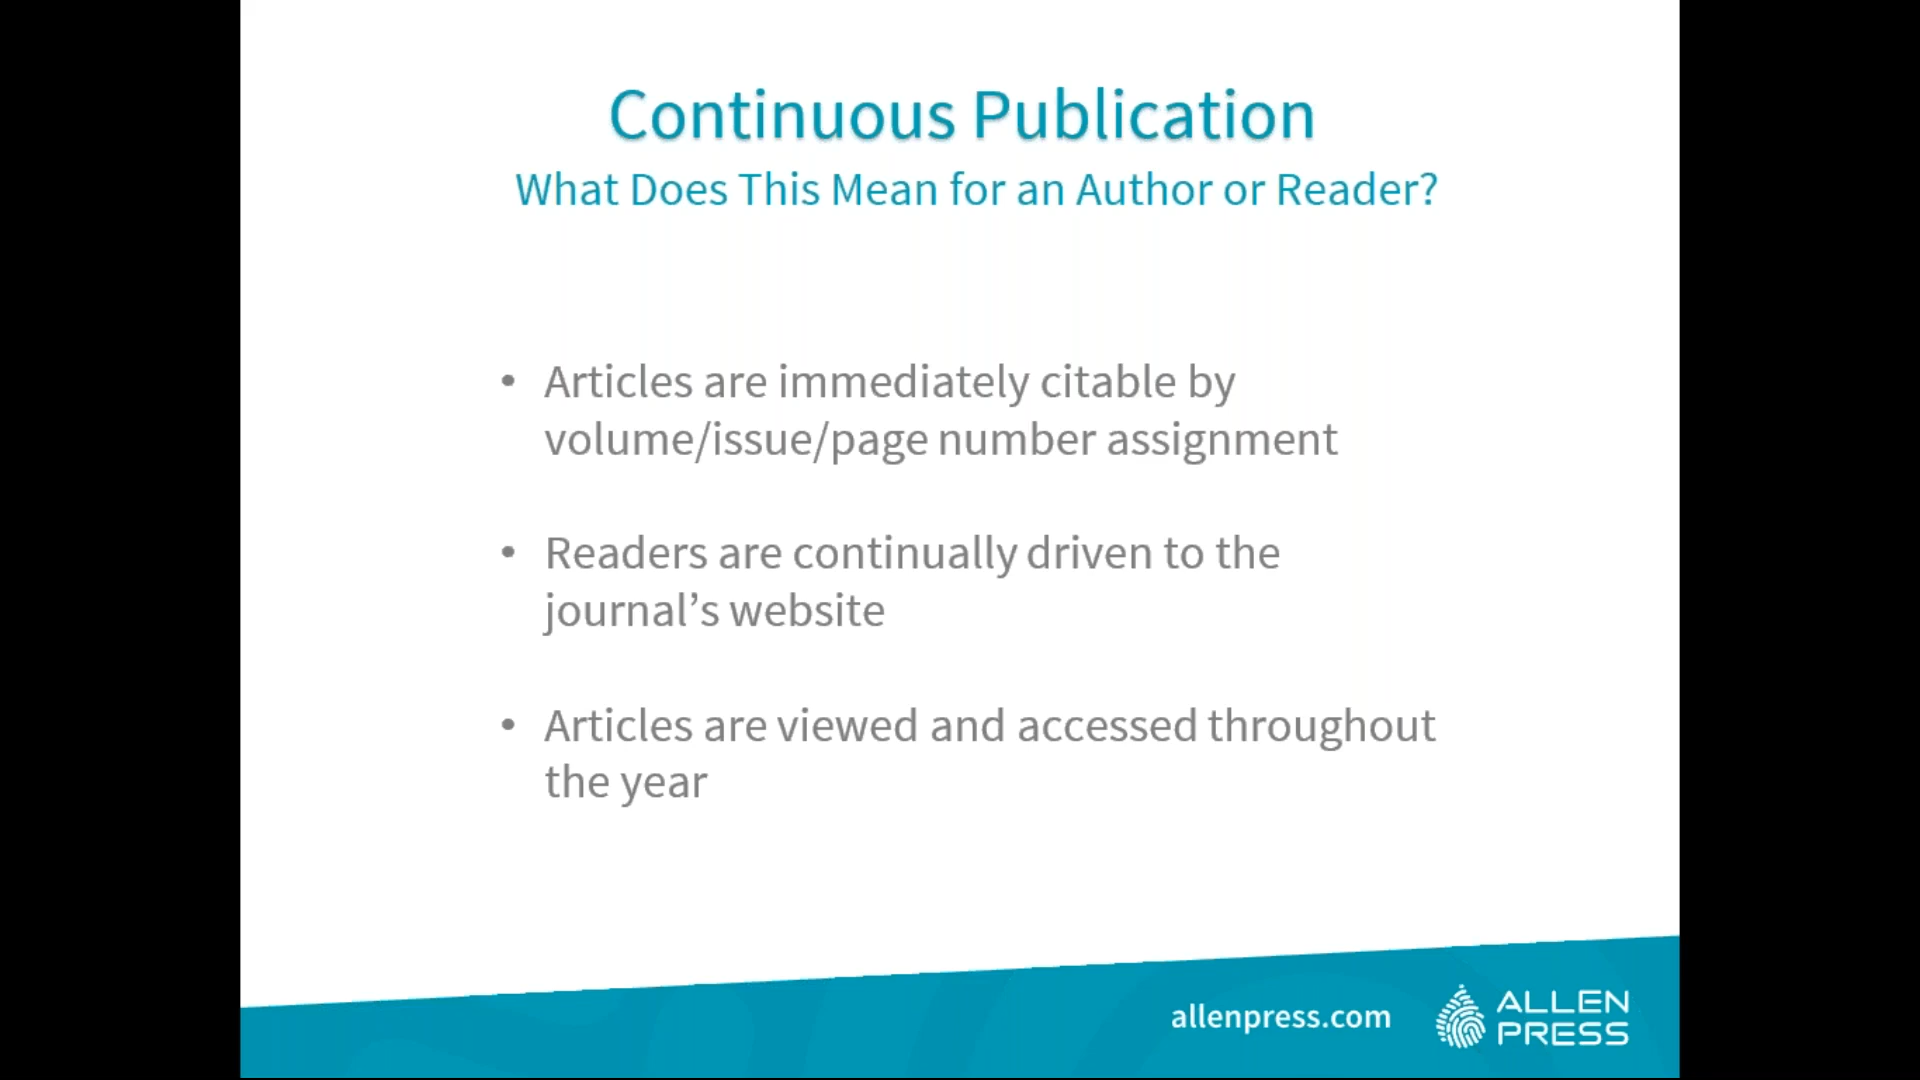 Continuous Publication
What Does This Mean for an Author or Reader?
• Articles are immediately citable by
volume/issue/page number assignment
• Readers are continually driven to the
journal’s website
• Articles are viewed and accessed throughout
the year
allenpress.com
ALLEN
PRESS